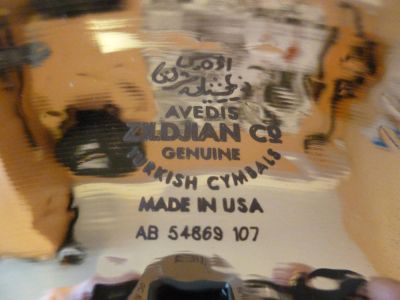 AVEDIS
ZILDJIAN Co
GENUINE
TURKISH CYMBALS
MADE IN USA
AB 54869 107